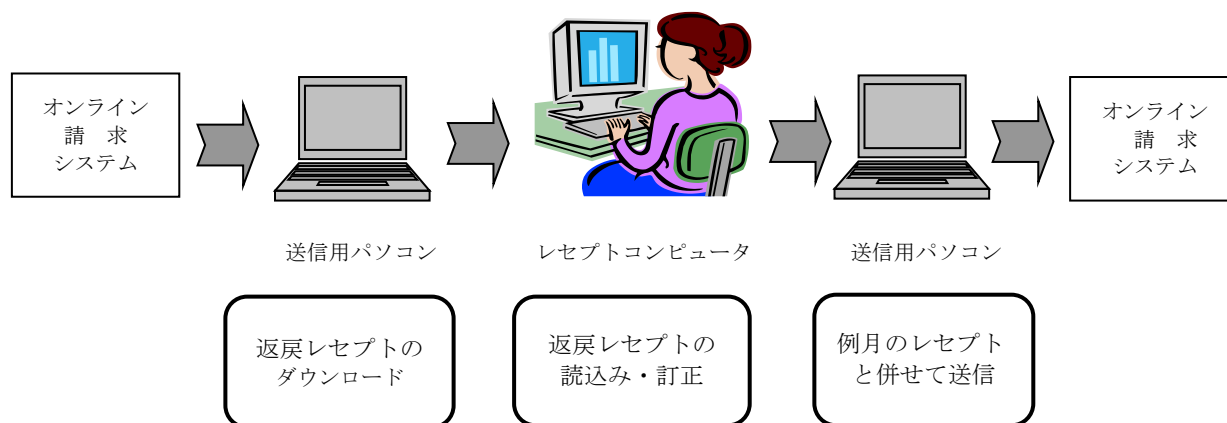 オンライン
請 求
システム
オンライン
請 求
システム
送信用パソコン
レセプトコンピュータ
送信用パソコン
返戻レセプトの
ダウンロード
返戻レセプトの
読込み・訂正
例月のレセプト
と併せて送信